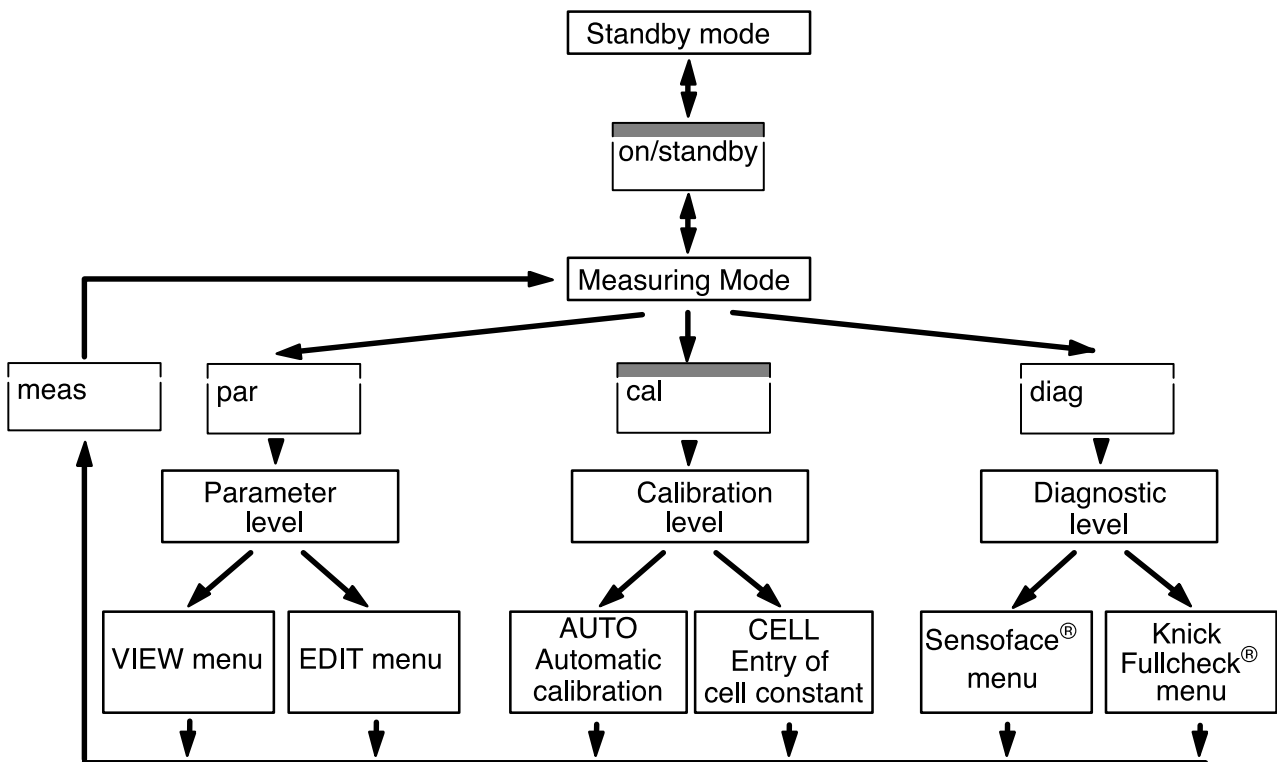 Standby mode
on/standby
Measuring Mode
meas
par
cal
diag
Parameter
level
Calibration
level
Diagnostic
level
VIEW menu
EDIT menu
AUTO
Automatic
calibration
CELL
Entry of
cell constant
Sensoface®
menu
Knick
Fullcheck®
menu